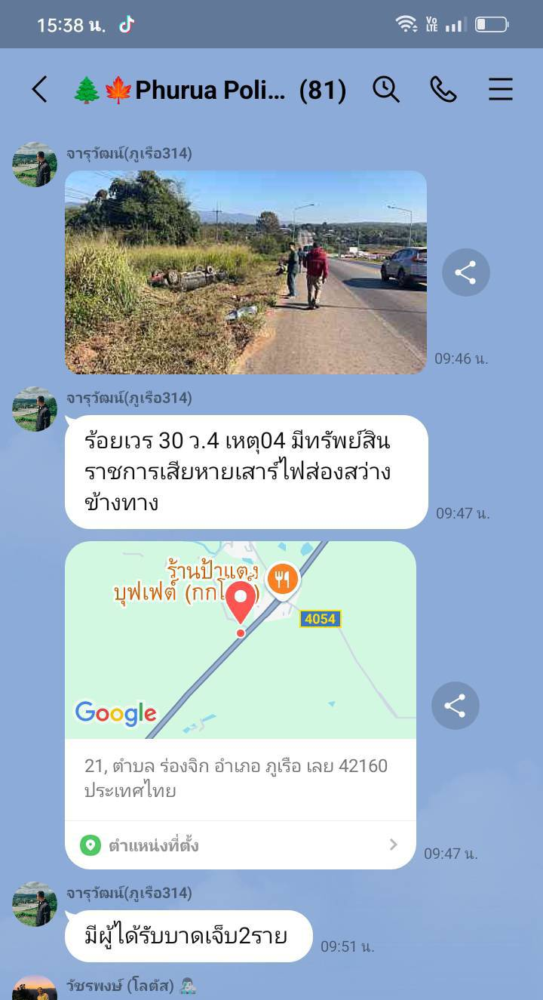 15:38 น.
Vo
LTE
Phurua Poli... (81)
จารุวัฒน์(ภูเรือ314)
09:46 น.
จารุวัฒน์(ภูเรือ314)
ร้อยเวร 30 ว.4 เหตุ04 มีทรัพย์สิน
ราชการเสียหายเสาร์ไฟส่องสว่าง
ข้างทาง
09:47 น.
ร้านป้าแตง
บุฟเฟต์
4054
Google
21, ตำบล ร่องจิก อำเภอ ภูเรือ เลย 42160
ประเทศไทย
ตำแหน่งที่ตั้ง
09:47 น.
จารุวัฒน์(ภูเรือ314)
มีผู้ได้รับบาดเจ็บ2ราย
09:51 น.
วัชรพงษ์ (โลตัส)